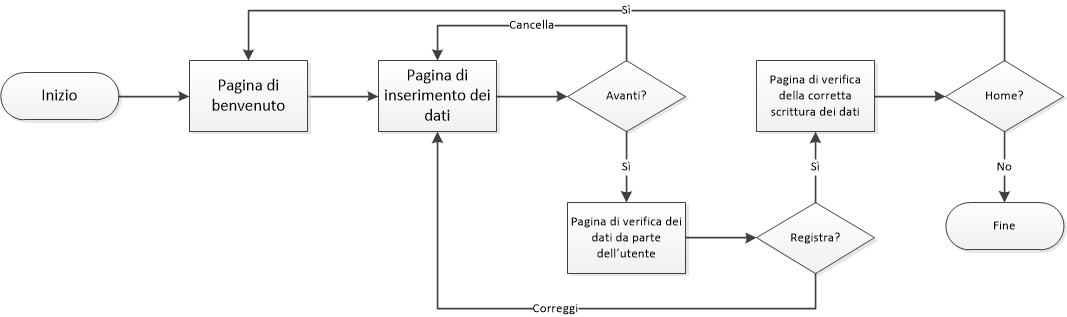 Sì
Cancella
Inizio
Pagina di
benvenuto
Pagina di
inserimento dei
dati
Avanti?
Pagina di verifica
della corretta
scrittura dei dati
Home?
Sì
Sì
No
Pagina di verifica dei
dati da parte
dell’utente
Registra?
Fine
Correggi